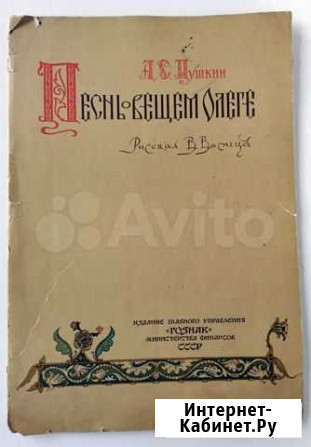 А. С. Пушкин
Песнь о вещем Олеге
Рисовал В. Васнецов
Avito
ИЗДАНИЕ ГЛАВНОГО УПРАВЛЕНИЯ
«ГОЗНАК»
МИНИСТЕРСТВА ФИНАНСОВ
СССР
Интернет-
Кабинет.Ру